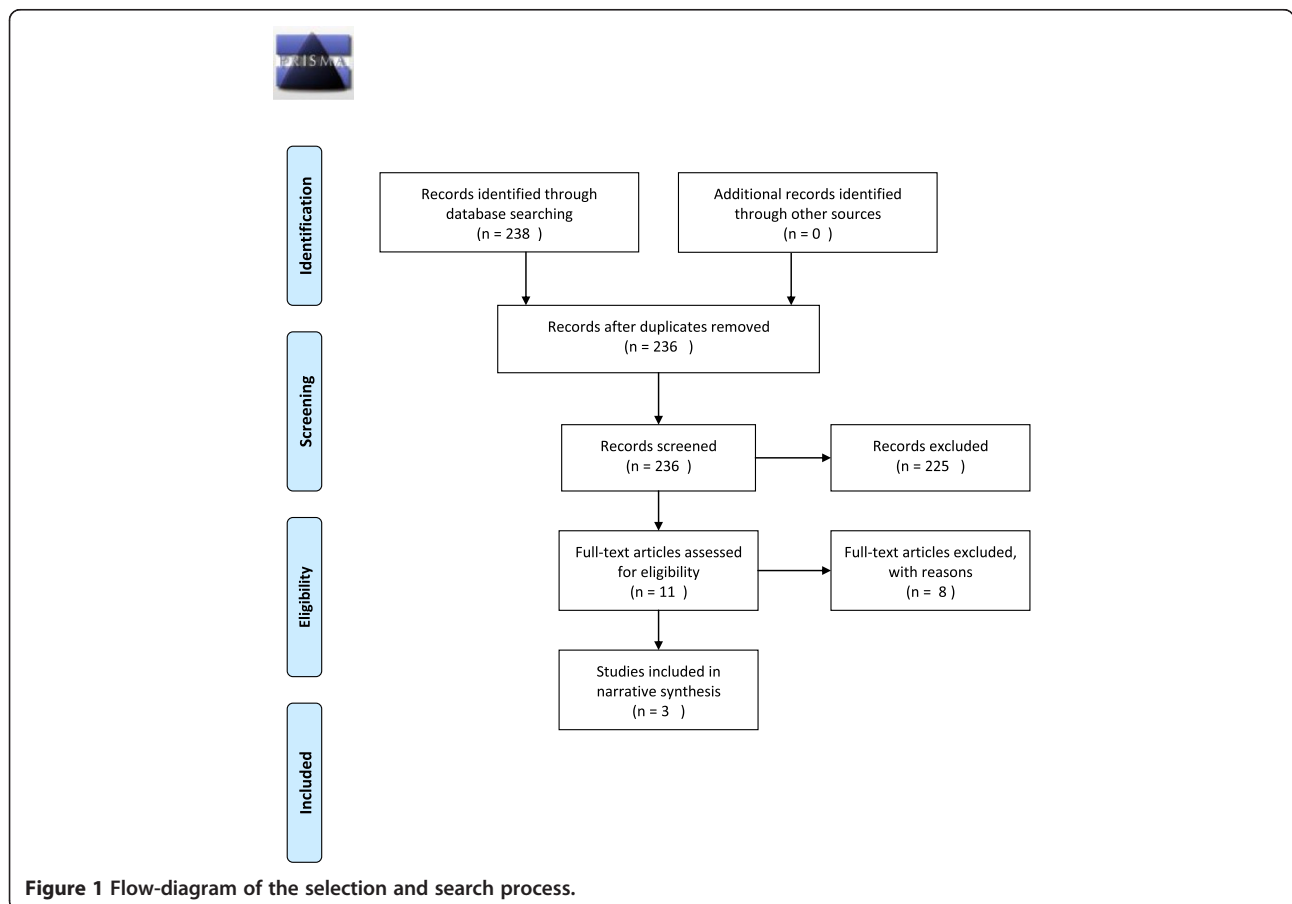 PRISMA
Identification
Records identified through
database searching
(n = 238 )
Additional records identified
through other sources
(n = 0 )
Records after duplicates removed
(n = 236 )
Screening
Records screened
(n = 236 )
Records excluded
(n = 225 )
Eligibility
Full-text articles assessed
for eligibility
(n = 11 )
Full-text articles excluded,
with reasons
(n = 8 )
Studies included in
narrative synthesis
(n = 3 )
Included
Figure 1 Flow-diagram of the selection and search process.